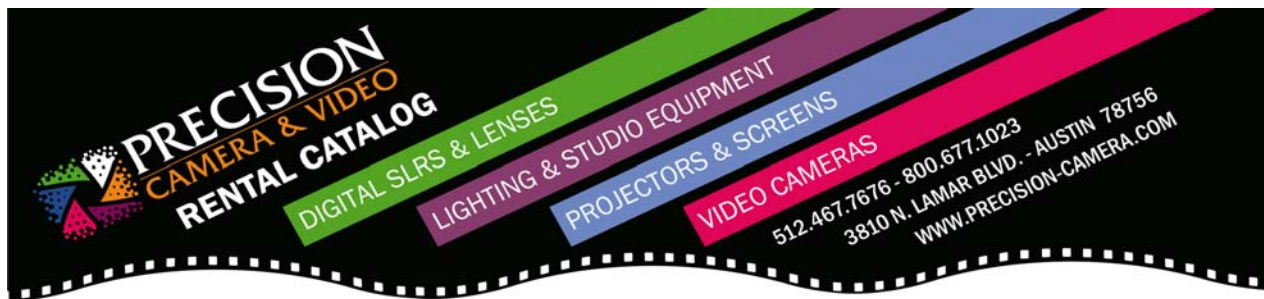 PRECISION
CAMERA & VIDEO
RENTAL CATALOG
DIGITAL SLRS & LENSES
LIGHTING & STUDIO EQUIPMENT
PROJECTORS & SCREENS
VIDEO CAMERAS
512.467.7676 - 800.677.1023
3810 N. LAMAR BLVD. - AUSTIN 78756
WWW.PRECISION-CAMERA.COM